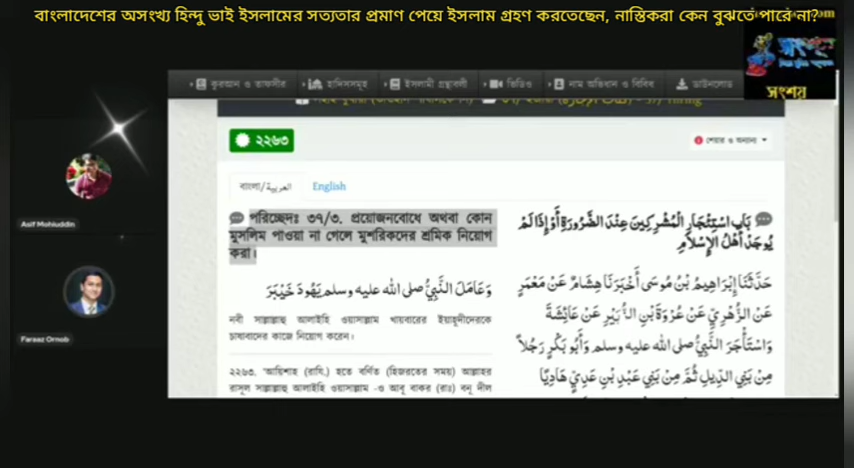 বাংলাদেশের অসংখ্য হিন্দু ভাই ইসলামের সত্যতার প্রমাণ পেয়ে ইসলাম গ্রহণ করতেছেন, নাস্তিকরা কেন বুঝতে পারে না?
কুরআন ও তাফসীর হাদিসসমূহ ইসলামী গ্রন্থাবলী ভিডিও নাম অভিধান ও বিবিধ ডাউনলোড
সংশয়
২২৬৩
শেয়ার ও অন্যান্য
বাংলা/العربية English
Asif Mohiuddin
Faraaz Ornob
পরিচ্ছেদঃ ৩৭/৩. প্রয়োজনবোধে অথবা কোন
মুসলিম পাওয়া না গেলে মুশরিকদের শ্রমিক নিয়োগ
করা।
وَعَامَلَ النَّبِيُّ صلى الله عليه وسلم يَهُودَ خَيْبَرَ
নবী সাল্লাল্লাহু আলাইহি ওয়াসাল্লাম খায়বারের ইয়াহূদীদেরকে
চাষাবাদের কাজে নিয়োগ করেন।
২২৬৩. ‘আয়িশাহ (রাযি.) হতে বর্ণিত (হিজরতের সময়) আল্লাহর
রাসূল সাল্লাল্লাহু আলাইহি ওয়াসাল্লাম -ও আবূ বাকর (রাঃ) বনূ দীল
بَاب اسْتِئْجَارِ الْمُشْرِكِينَ عِنْدَ الضَّرُورَةِ أَوْ إِذَا لَمْ
يُوجَدْ أَهْلُ الإِسْلاَمِ
حَدَّثَنَا إِبْرَاهِيمُ بْنُ مُوسَى أَخْبَرَنَا هِشَامٌ عَنْ مَعْمَرٍ
عَنِ الزُّهْرِيِّ عَنْ عُرْوَةَ بْنِ الزُّبَيْرِ عَنْ عَائِشَةَ
وَاسْتَأْجَرَ النَّبِيُّ صلى الله عليه وسلم وَأَبُو بَكْرٍ رَجُلاً
مِنْ بَنِي الدِّيلِ ثُمَّ مِنْ بَنِي عَبْدِ بْنِ عَدِيٍّ هَادِيًا